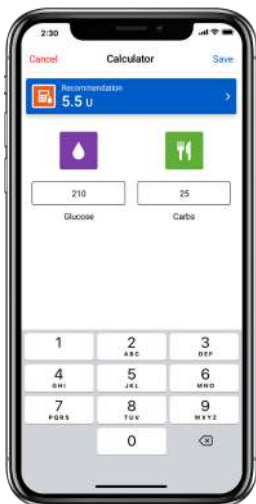 2:30
Cancel Calculator Save
Recommendation
5.5 U
210 25
Glucose Carbs
1 2 3
ABC DEF
4 5 6
GHI JKL MNO
7 8 9
PQRS TUV WXYZ
0